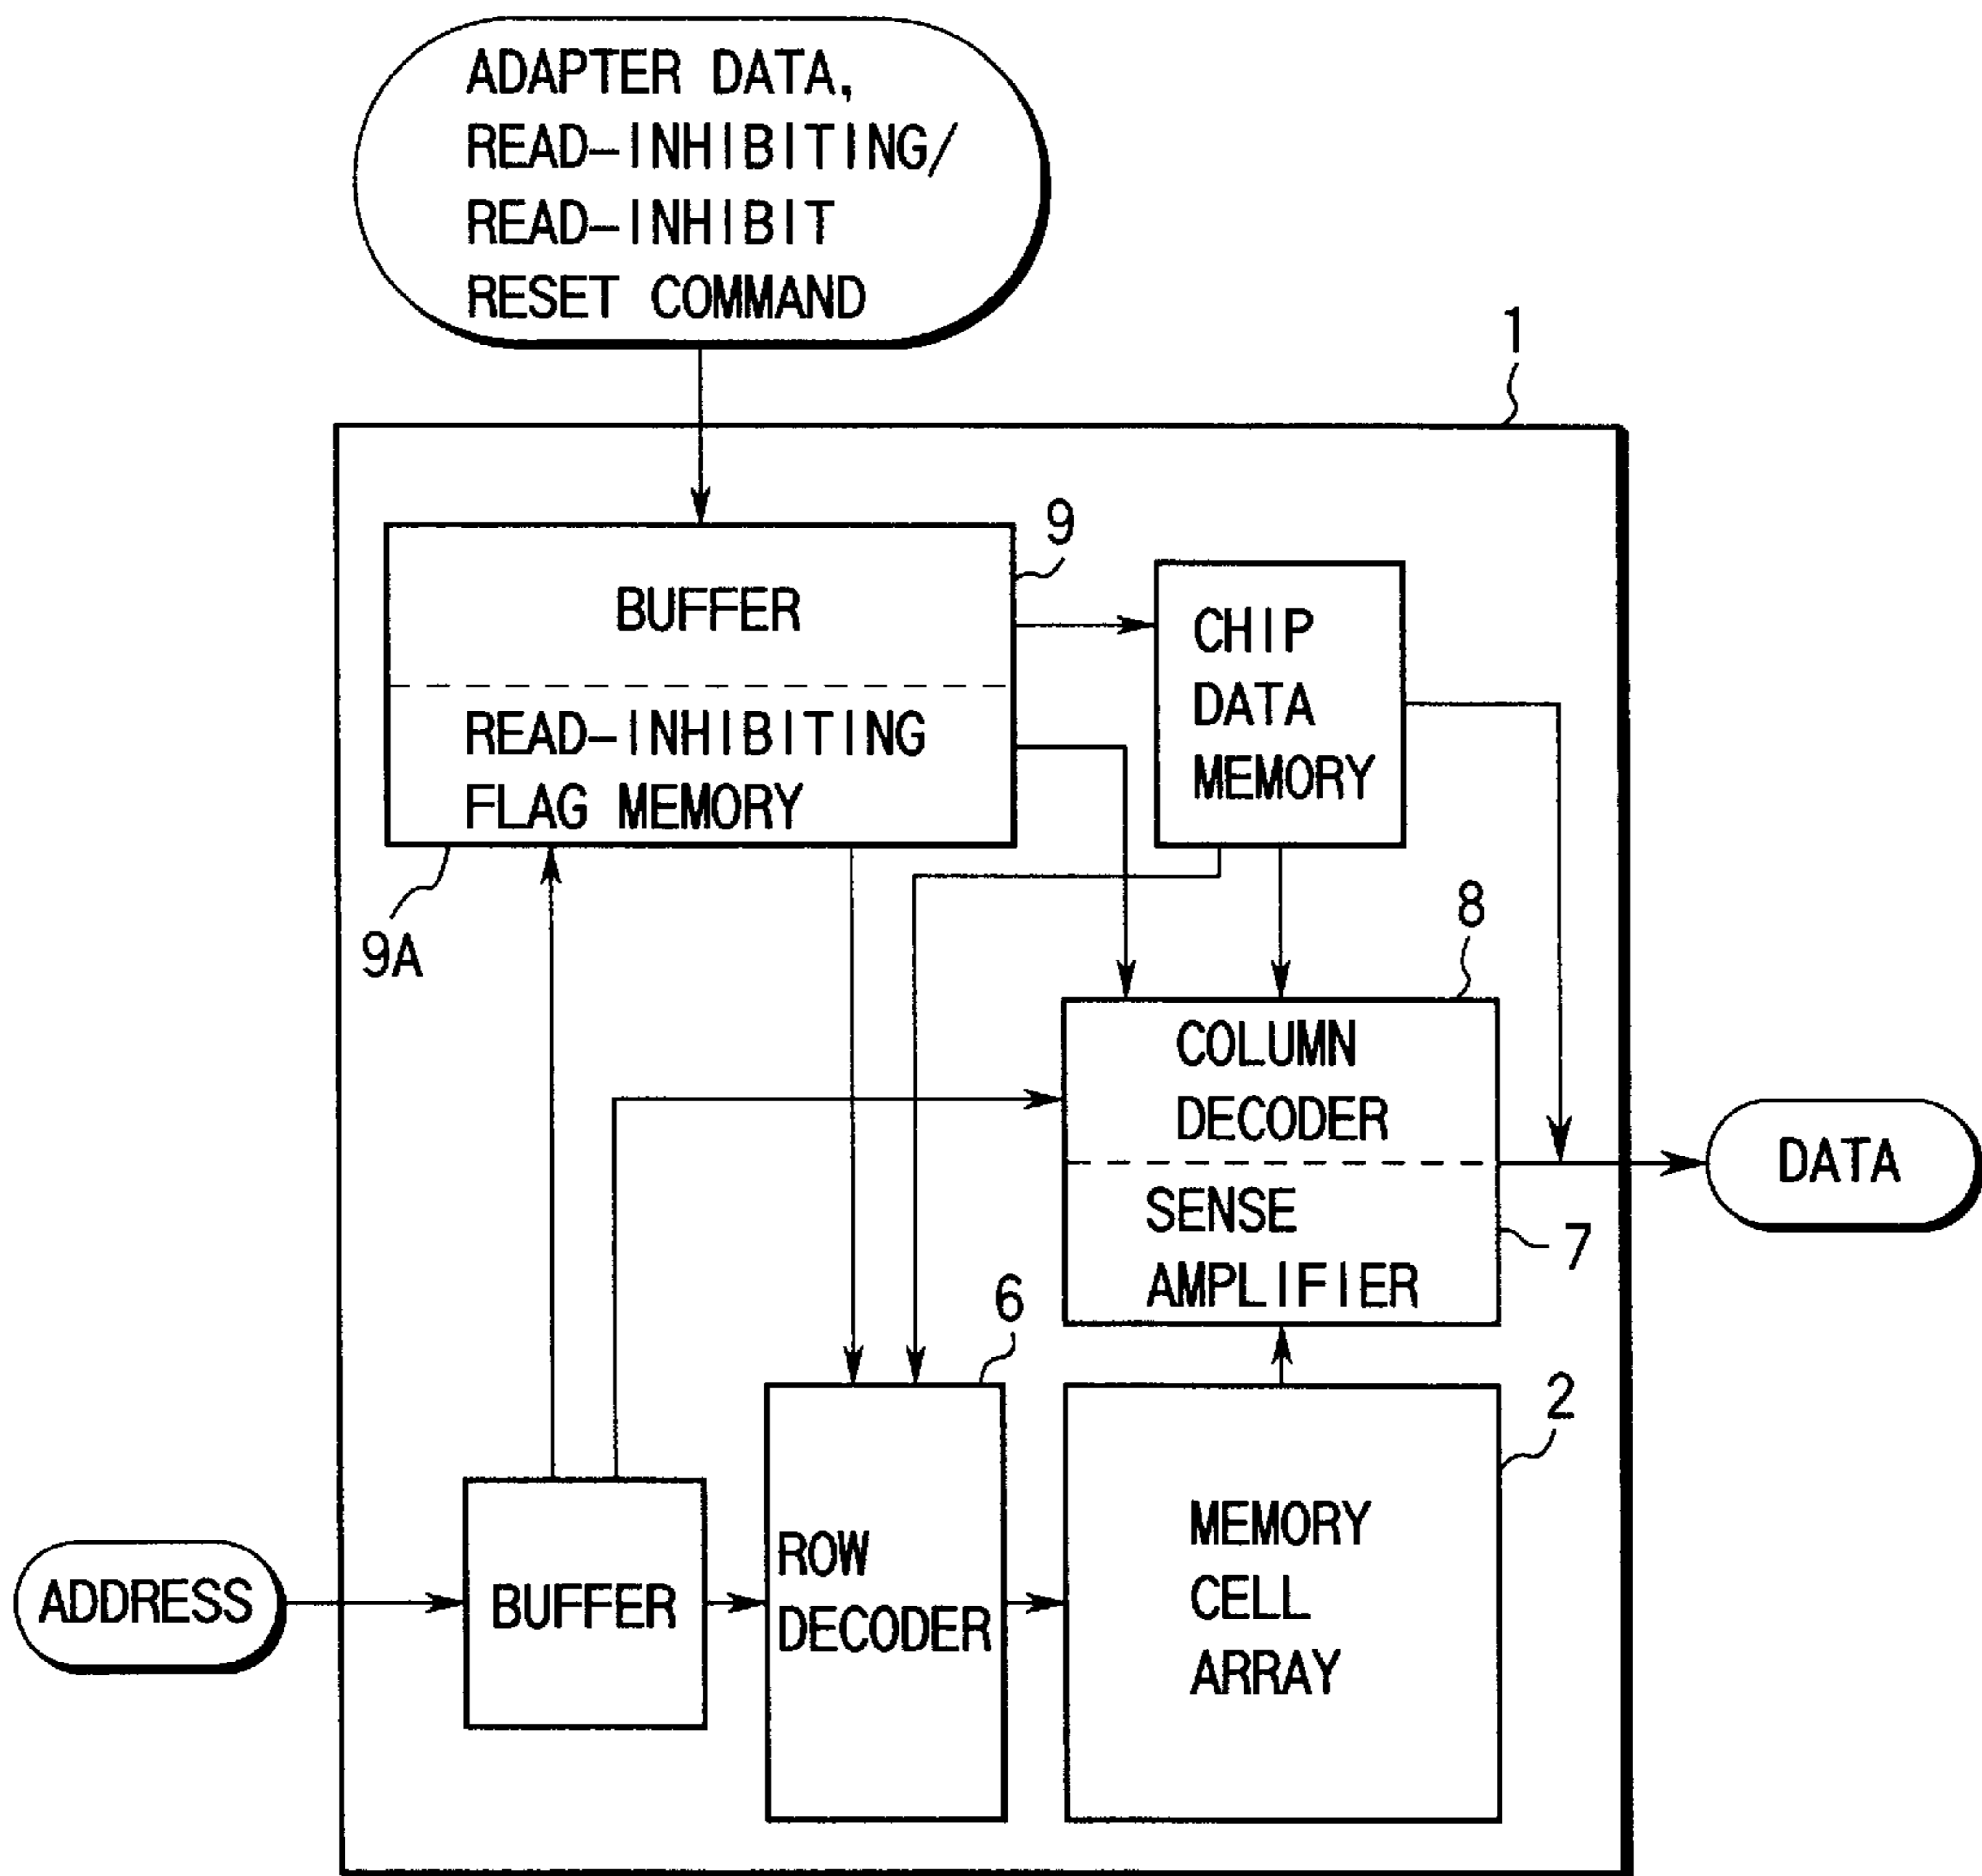 ADAPTER DATA,
READ-INHIBITING/
READ-INHIBIT
RESET COMMAND
1
9
BUFFER
READ-INHIBITING
FLAG MEMORY
9A
CHIP
DATA
MEMORY
8
COLUMN
DECODER
SENSE
AMPLIFIER
7
DATA
6
2
ADDRESS
BUFFER
ROW
DECODER
MEMORY
CELL
ARRAY